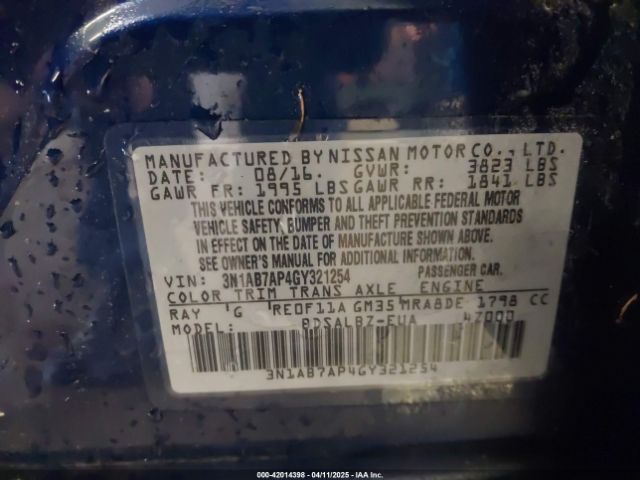 MANUFACTURED BY NISSAN MOTOR CO., LTD.
DATE: 08/16. GVWR: 3823 LBS
GAWR FR: 1995 LBS GAWR RR: 1841 LBS
THIS VEHICLE CONFORMS TO ALL APPLICABLE FEDERAL MOTOR
VEHICLE SAFETY, BUMPER AND THEFT PREVENTION STANDARDS
IN EFFECT ON THE DATE OF MANUFACTURE SHOWN ABOVE.
SEE OWNER'S MANUAL FOR ADDITIONAL INFORMATION.
VIN: 3N1AB7AP4GY321254 PASSENGER CAR.
COLOR TRIM TRANS AXLE ENGINE
RAY G RE0F11A GM35 MRA8DE 1798 CC
MODEL: BDSALBZ-EUA 4Z000
3N1AB7AP4GY321254
000-42014398 - 04/11/2025 - IAA Inc.